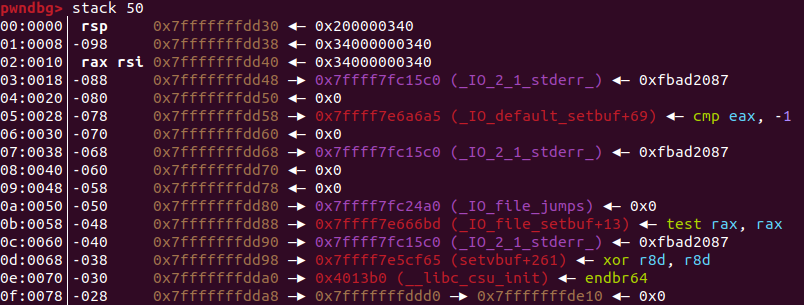 pwndbg> stack 50
00:0000│ rsp     0x7fffffffdd30 ◂— 0x200000340
01:0008│-098     0x7fffffffdd38 ◂— 0x34000000340
02:0010│ rax rsi 0x7fffffffdd40 ◂— 0x34000000340
03:0018│-088     0x7fffffffdd48 —▸ 0x7ffff7fc15c0 (_IO_2_1_stderr_) ◂— 0xfbad2087
04:0020│-080     0x7fffffffdd50 ◂— 0x0
05:0028│-078     0x7fffffffdd58 —▸ 0x7ffff7e6a6a5 (_IO_default_setbuf+69) ◂— cmp eax, -1
06:0030│-070     0x7fffffffdd60 ◂— 0x0
07:0038│-068     0x7fffffffdd68 —▸ 0x7ffff7fc15c0 (_IO_2_1_stderr_) ◂— 0xfbad2087
08:0040│-060     0x7fffffffdd70 ◂— 0x0
09:0048│-058     0x7fffffffdd78 ◂— 0x0
0a:0050│-050     0x7fffffffdd80 —▸ 0x7ffff7fc24a0 (_IO_file_jumps) ◂— 0x0
0b:0058│-048     0x7fffffffdd88 —▸ 0x7ffff7e666bd (_IO_file_setbuf+13) ◂— test rax, rax
0c:0060│-040     0x7fffffffdd90 —▸ 0x7ffff7fc15c0 (_IO_2_1_stderr_) ◂— 0xfbad2087
0d:0068│-038     0x7fffffffdd98 —▸ 0x7ffff7e5cf65 (setvbuf+261) ◂— xor r8d, r8d
0e:0070│-030     0x7fffffffdda0 —▸ 0x4013b0 (__libc_csu_init) ◂— endbr64
0f:0078│-028     0x7fffffffdda8 —▸ 0x7fffffffddd0 —▸ 0x7fffffffde10 ◂— 0x0